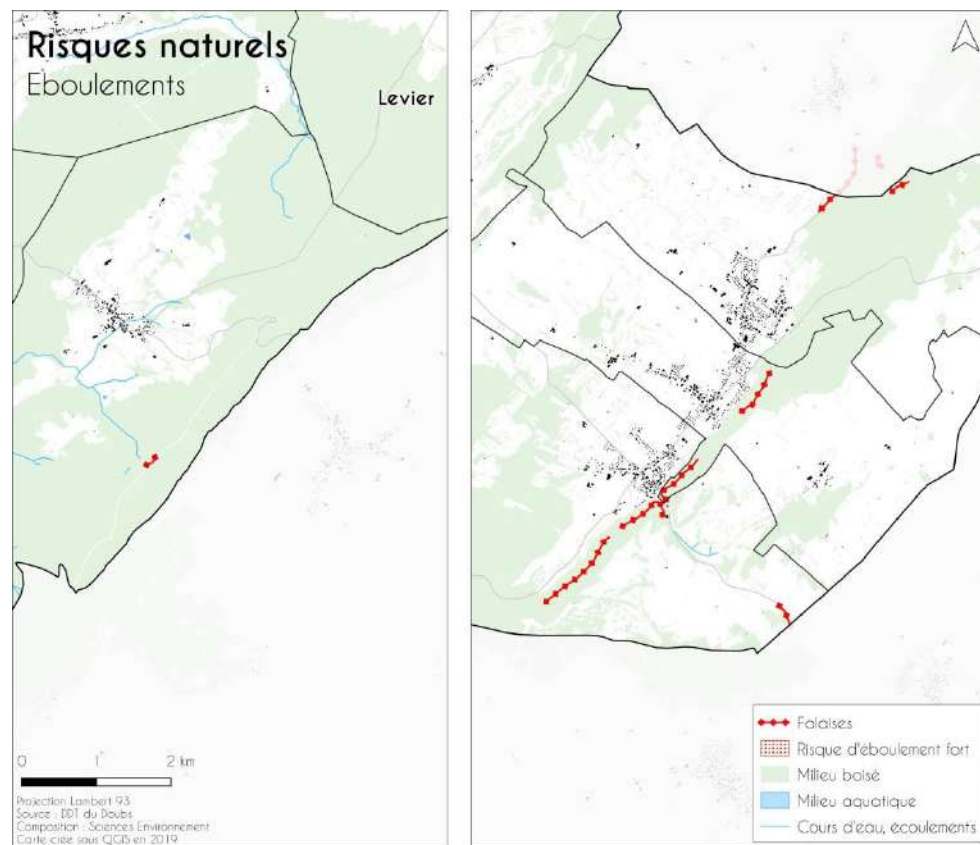 Risques naturels
Eboulements
Levier
0 1 2 km
Projection Lambert 93
Source : DDT du Doubs
Composition : Sciences Environnement
Carte crée sous QGIS en 2019
Falaises
Risque d'éboulement fort
Milieu boisé
Milieu aquatique
Cours d'eau, écoulements